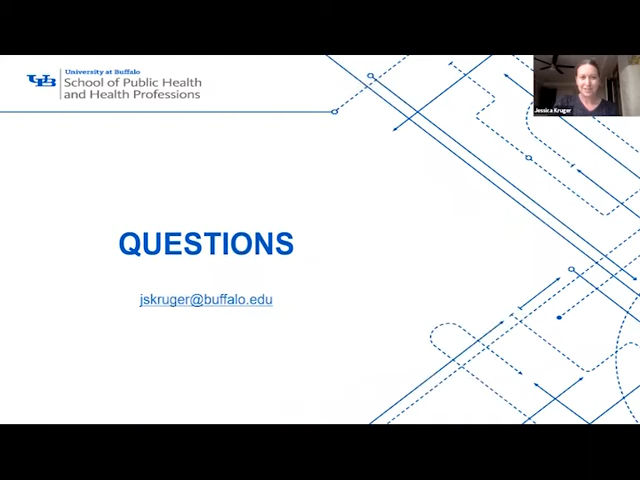 University at Buffalo
School of Public Health
and Health Professions
Jessica Kruger
QUESTIONS
jskruger@buffalo.edu